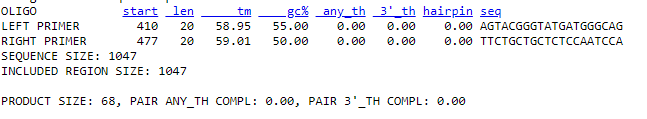 OLIGO start len tm gc% any_th 3'_th hairpin seq
LEFT PRIMER 410 20 58.95 55.00 0.00 0.00 0.00 AGTACGGGTATGATGGGCAG
RIGHT PRIMER 477 20 59.01 50.00 0.00 0.00 0.00 TTCTGCTGCTCTCCAATCCA
SEQUENCE SIZE: 1047
INCLUDED REGION SIZE: 1047
PRODUCT SIZE: 68, PAIR ANY_TH COMPL: 0.00, PAIR 3'_TH COMPL: 0.00